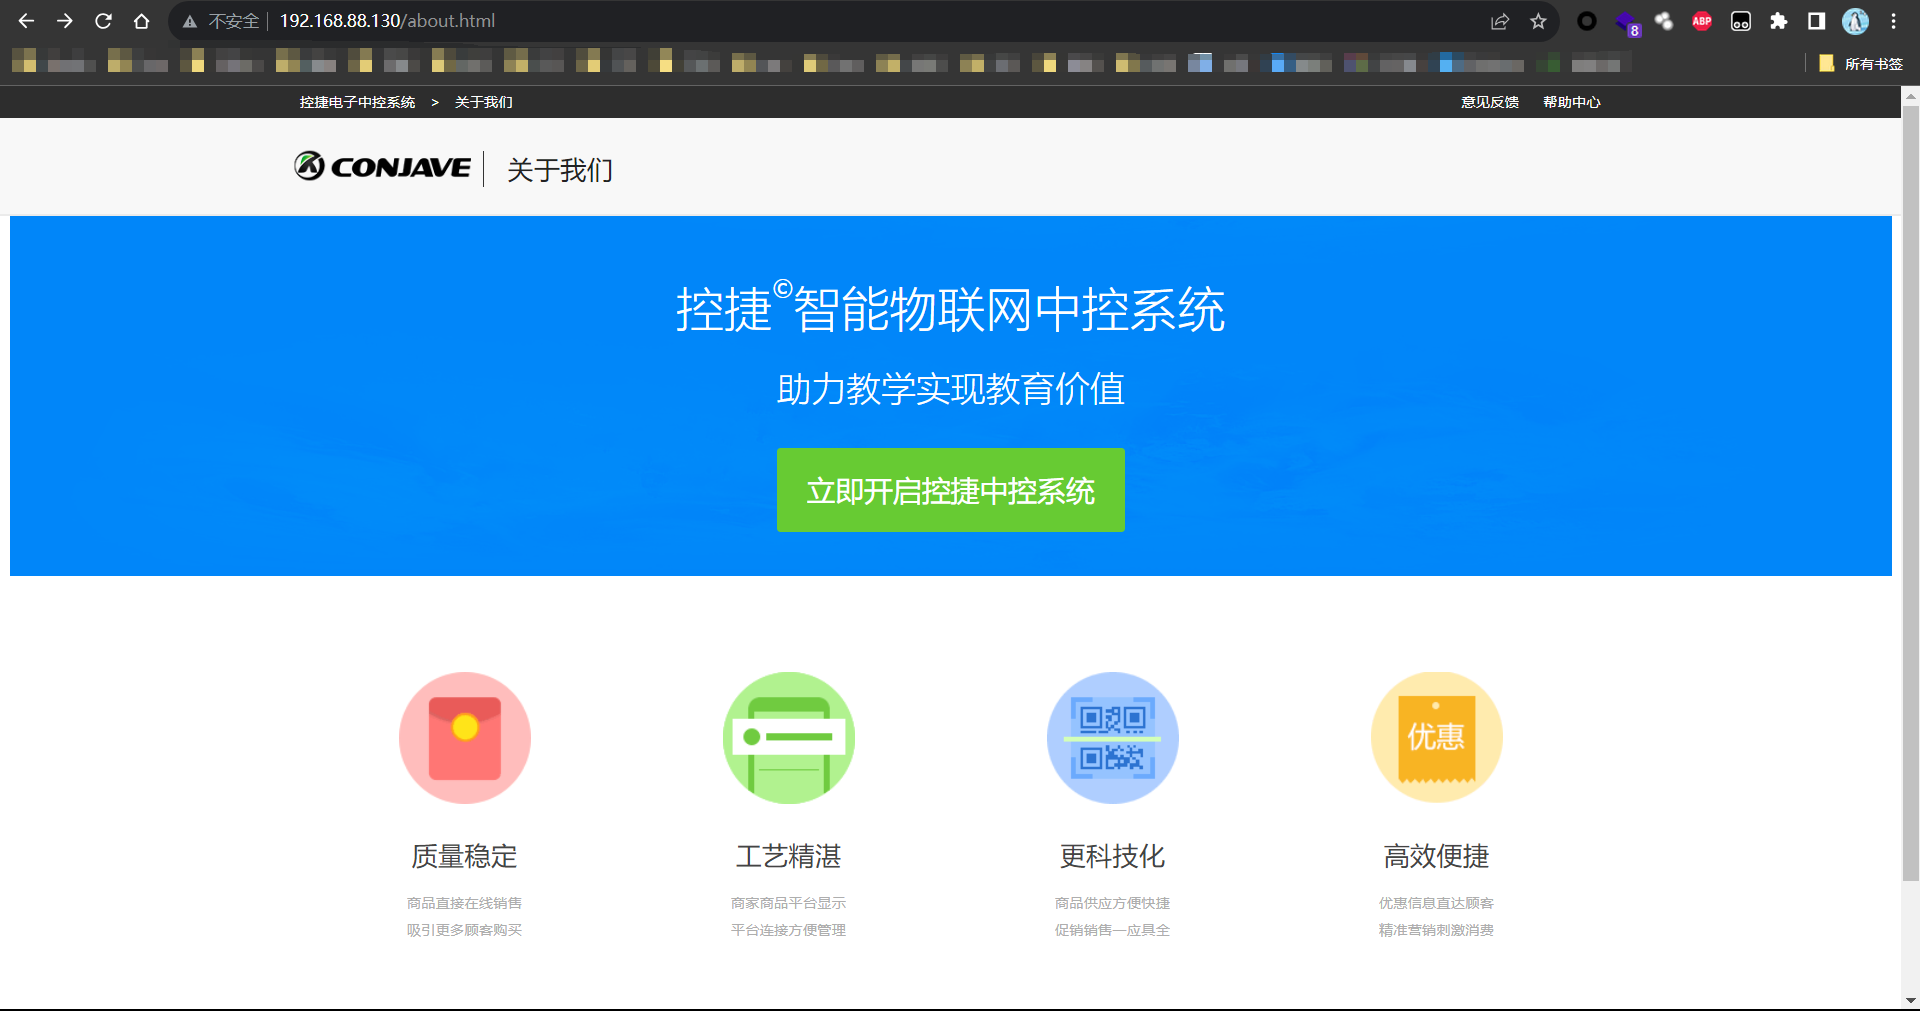 不安全 192.168.88.130/about.html
8
ABP
所有书签
控捷电子中控系统 > 关于我们
意见反馈 帮助中心
CONJAVE 关于我们
控捷©智能物联网中控系统
助力教学实现教育价值
立即开启控捷中控系统
优惠
质量稳定
商品直接在线销售
吸引更多顾客购买
工艺精湛
商家商品平台显示
平台连接方便管理
更科技化
商品供应方便快捷
促销销售一应具全
高效便捷
优惠信息直达顾客
精准营销刺激消费